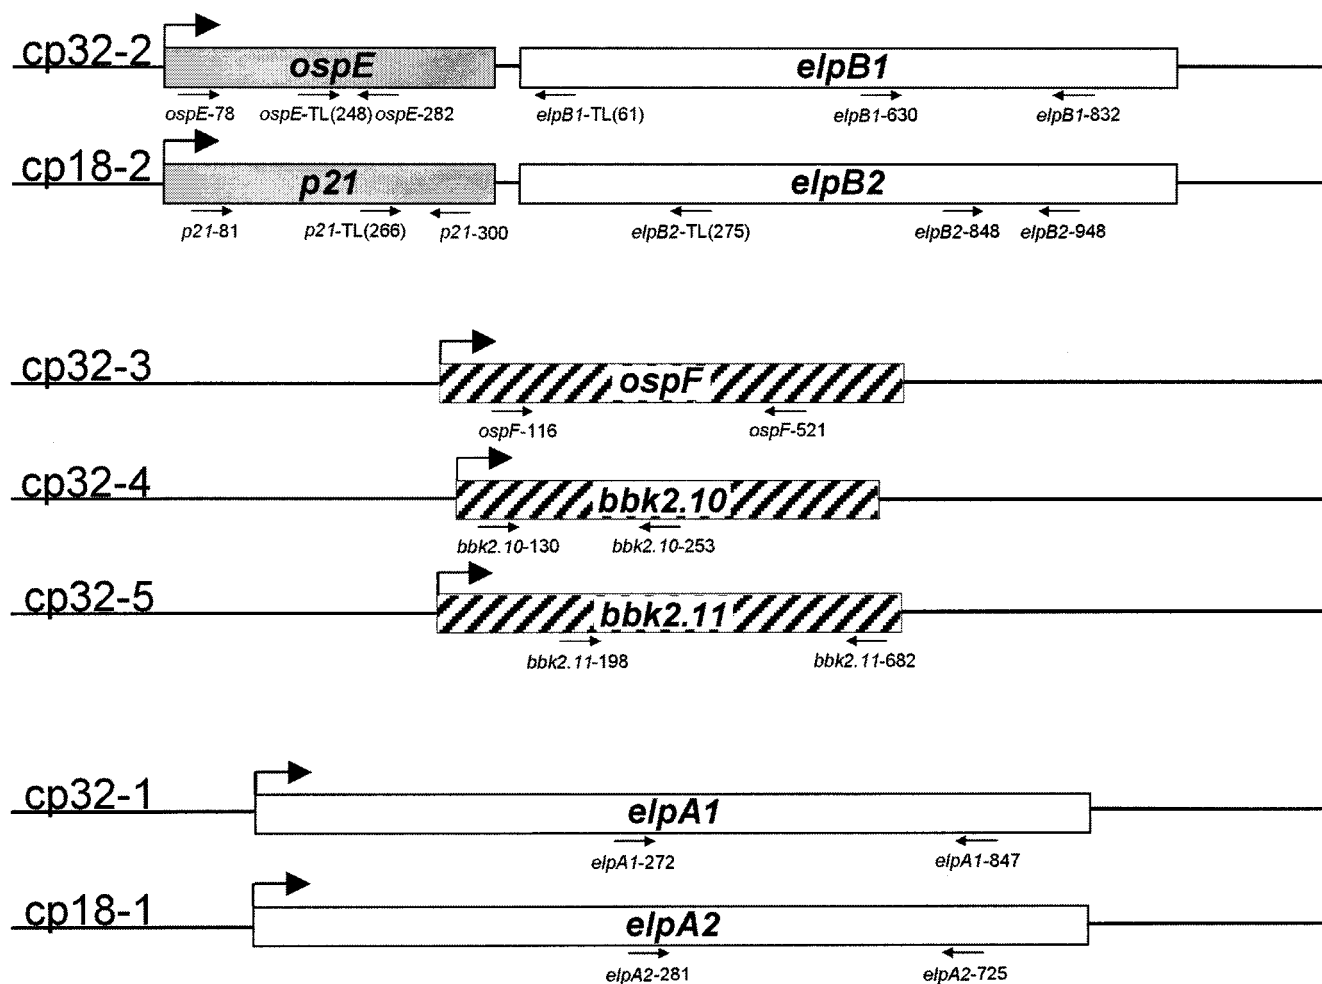 cp32-2
ospE elpB1
ospE-78 ospE-TL(248) ospE-282 elpB1-TL(61) elpB1-630 elpB1-832
cp18-2
p21 elpB2
p21-81 p21-TL(266) p21-300 elpB2-TL(275) elpB2-848 elpB2-948
cp32-3
ospF
ospF-116 ospF-521
cp32-4
bbk2.10
bbk2.10-130 bbk2.10-253
cp32-5
bbk2.11
bbk2.11-198 bbk2.11-682
cp32-1
elpA1
elpA1-272 elpA1-847
cp18-1
elpA2
elpA2-281 elpA2-725